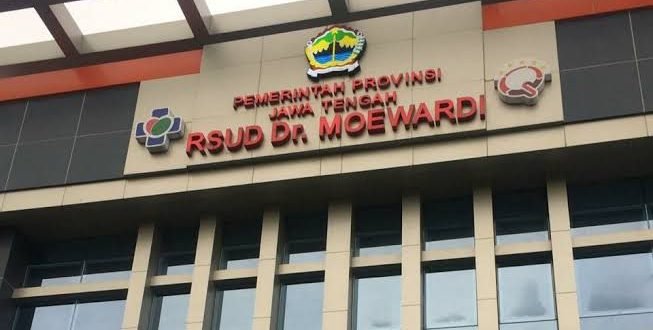 PEMERINTAH PROVINSI
JAWA TENGAH
RSUD Dr. MOEWARDI